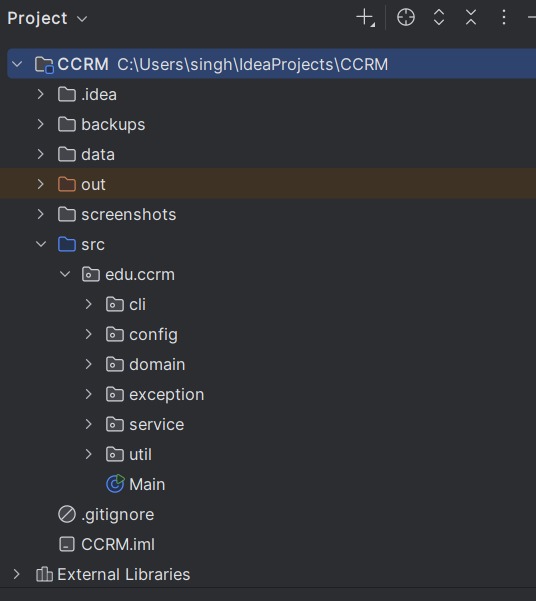 Project
CCRM C:\Users\singh\IdeaProjects\CCRM
.idea
backups
data
out
screenshots
src
edu.ccrm
cli
config
domain
exception
service
util
Main
.gitignore
CCRM.iml
External Libraries